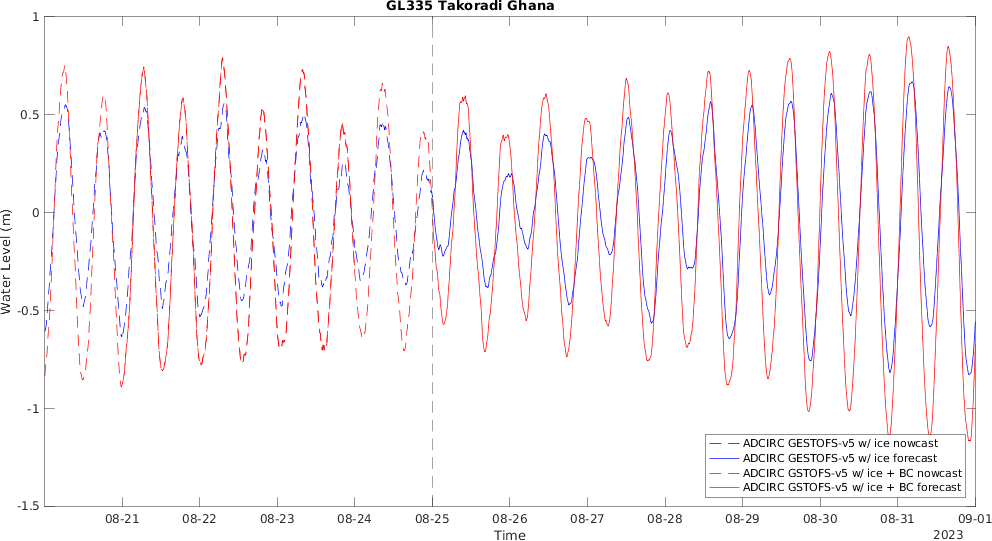 GL335 Takoradi Ghana
1
0.5
0
-0.5
-1
-1.5
Water Level (m)
ADCIRC GESTOFS-v5 w/ ice nowcast
ADCIRC GESTOFS-v5 w/ ice forecast
ADCIRC GSTOFS-v5 w/ ice + BC nowcast
ADCIRC GSTOFS-v5 w/ ice + BC forecast
08-21 08-22 08-23 08-24 08-25 08-26 08-27 08-28 08-29 08-30 08-31 09-01
Time
2023